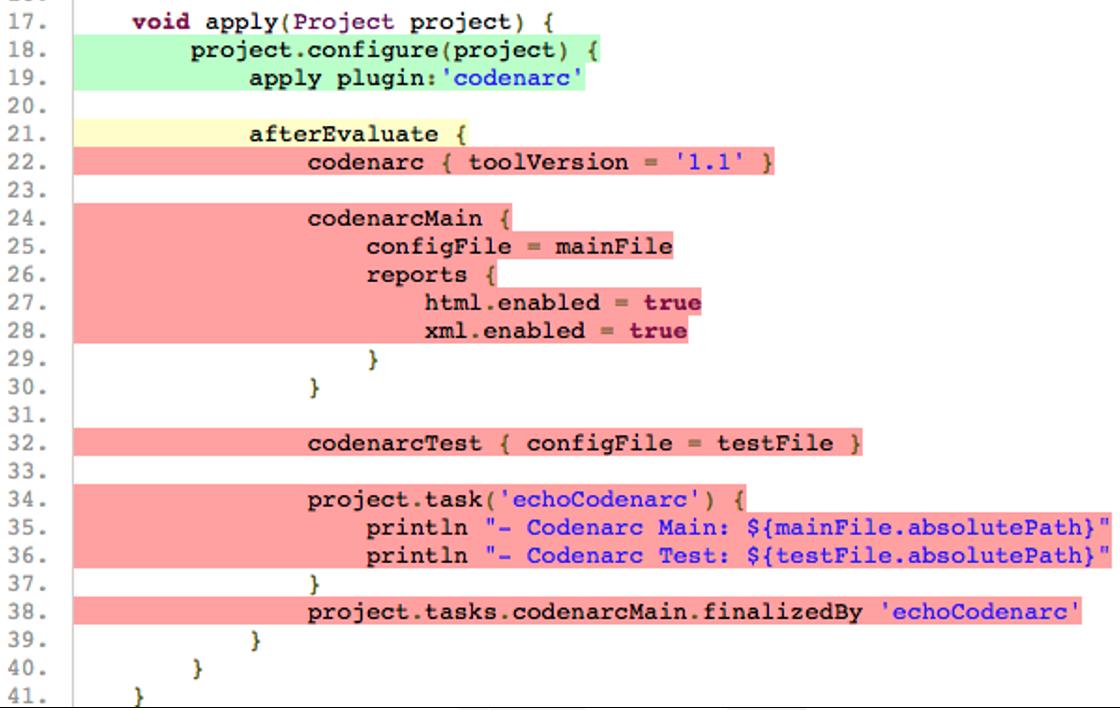 17.    void apply(Project project) {
18.        project.configure(project) {
19.            apply plugin:'codenarc'
20.
21.            afterEvaluate {
22.                codenarc { toolVersion = '1.1' }
23.
24.                codenarcMain {
25.                    configFile = mainFile
26.                    reports {
27.                        html.enabled = true
28.                        xml.enabled = true
29.                    }
30.                }
31.
32.                codenarcTest { configFile = testFile }
33.
34.                project.task('echoCodenarc') {
35.                    println "- Codenarc Main: ${mainFile.absolutePath}"
36.                    println "- Codenarc Test: ${testFile.absolutePath}"
37.                }
38.                project.tasks.codenarcMain.finalizedBy 'echoCodenarc'
39.            }
40.        }
41.    }